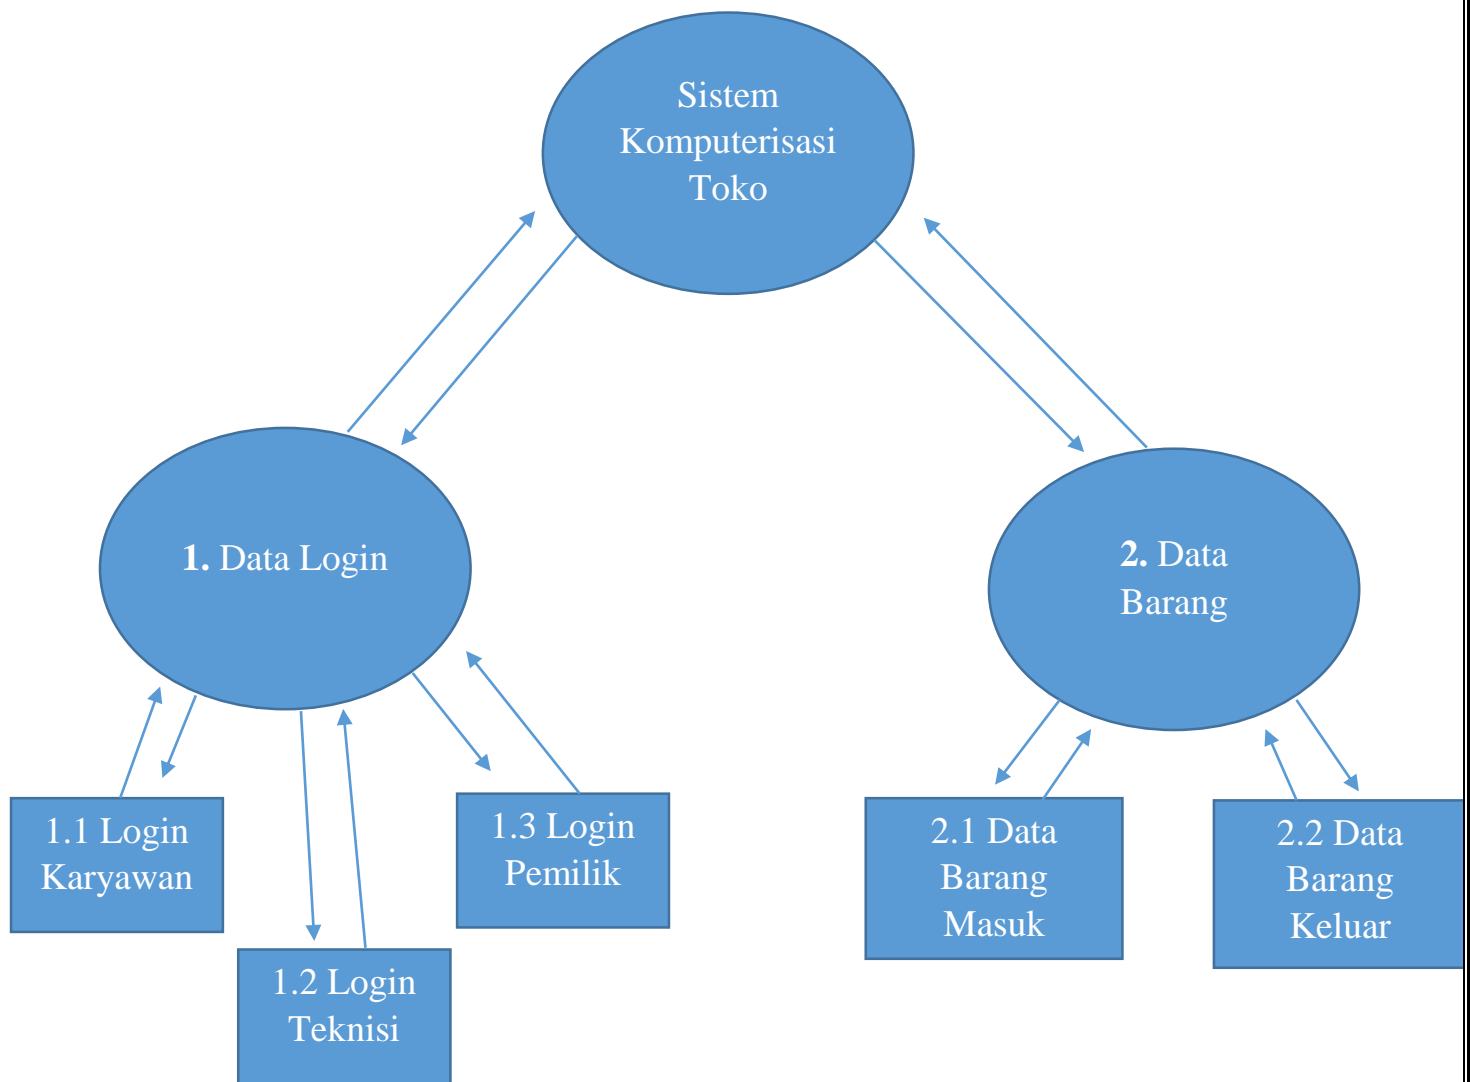 Sistem
Komputerisasi
Toko
1. Data Login
2. Data
Barang
1.1 Login
Karyawan
1.2 Login
Teknisi
1.3 Login
Pemilik
2.1 Data
Barang
Masuk
2.2 Data
Barang
Keluar